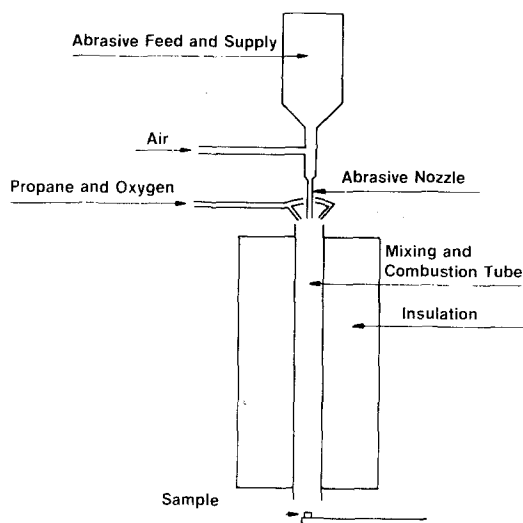 Abrasive Feed and Supply
Air
Abrasive Nozzle
Propane and Oxygen
Mixing and
Combustion Tube
Insulation
Sample